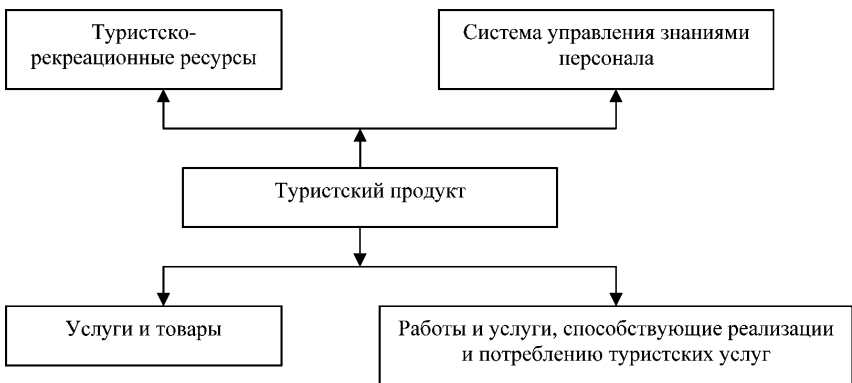 Туристско-
рекреационные ресурсы
Система управления знаниями
персонала
Туристский продукт
Услуги и товары
Работы и услуги, способствующие реализации
и потреблению туристских услуг